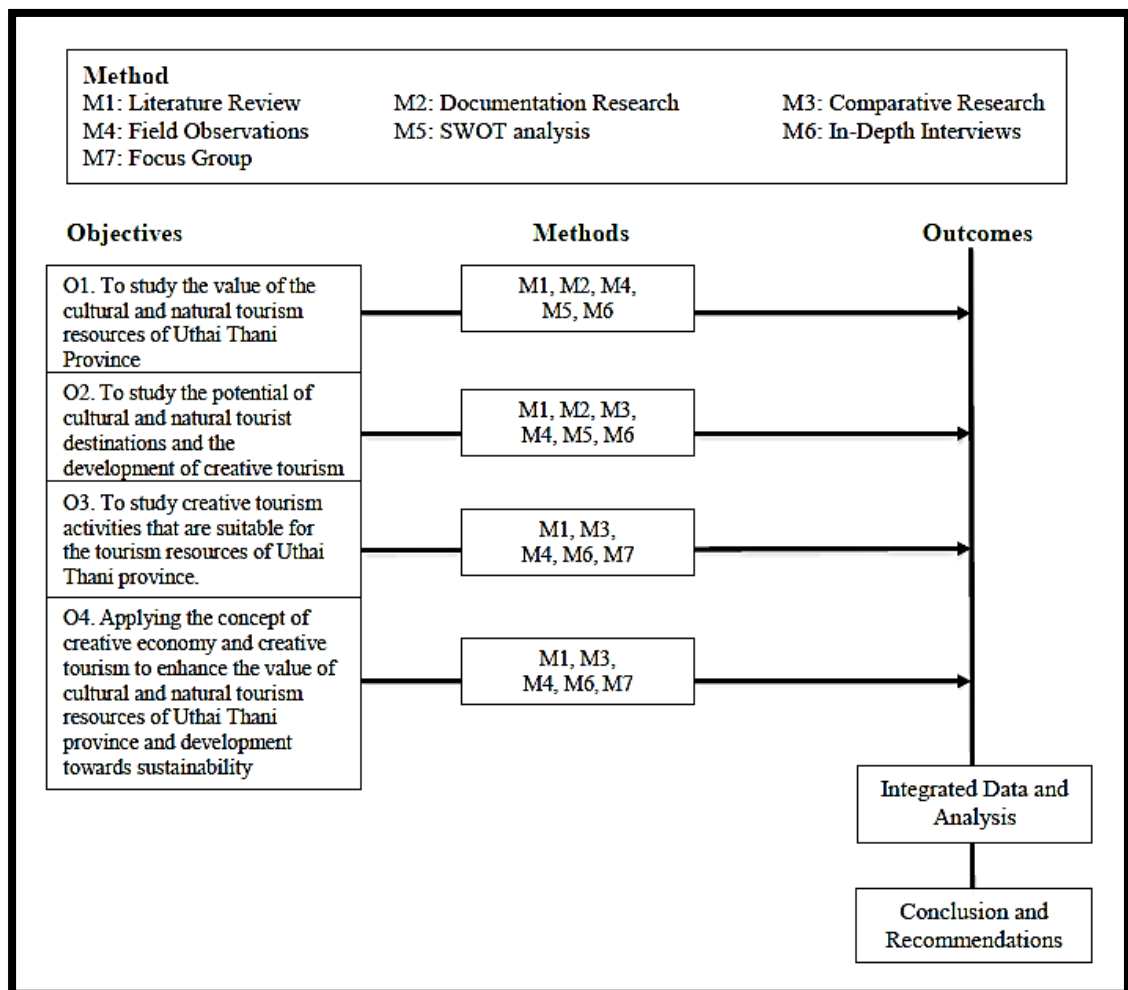 Method
M1: Literature Review M2: Documentation Research M3: Comparative Research
M4: Field Observations M5: SWOT analysis M6: In-Depth Interviews
M7: Focus Group
Objectives Methods Outcomes
O1. To study the value of the
cultural and natural tourism
resources of Uthai Thani
Province
M1, M2, M4,
M5, M6
O2. To study the potential of
cultural and natural tourist
destinations and the
development of creative tourism
M1, M2, M3,
M4, M5, M6
O3. To study creative tourism
activities that are suitable for
the tourism resources of Uthai
Thani province.
M1, M3,
M4, M6, M7
O4. Applying the concept of
creative economy and creative
tourism to enhance the value of
cultural and natural tourism
resources of Uthai Thani
province and development
towards sustainability
M1, M3,
M4, M6, M7
Integrated Data and
Analysis
Conclusion and
Recommendations